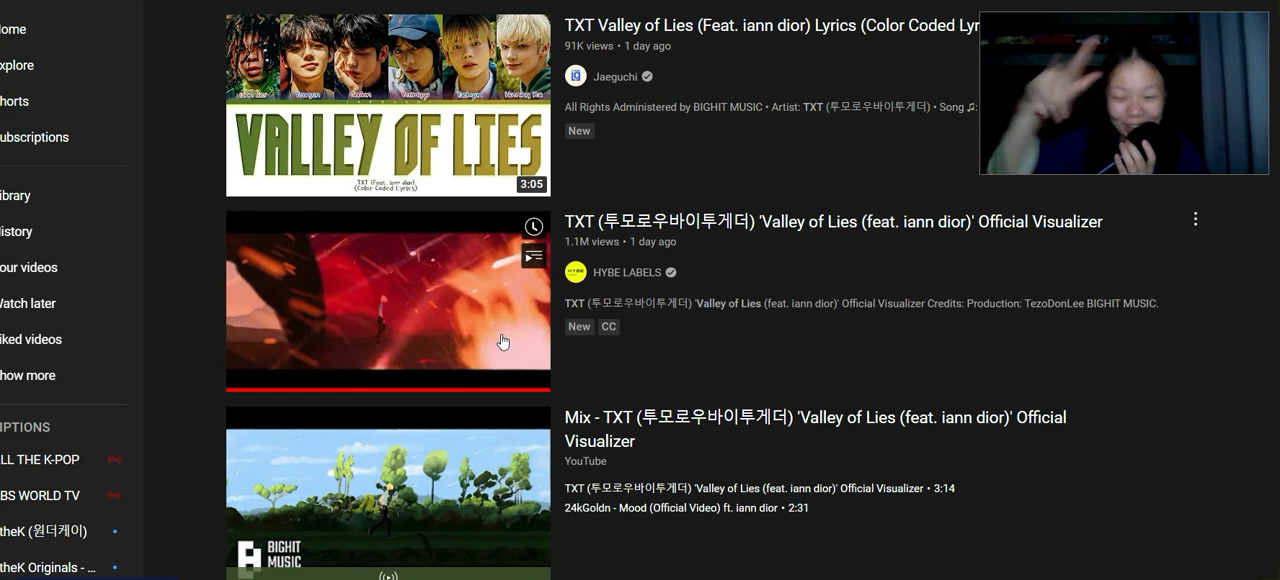 ome
xplore
horts
ubscriptions
ibrary
istory
our videos
Vatch later
iked videos
how more
IPTIONS
LL THE K-POP
BS WORLD TV
theK (원더케이)
theK Originals - ...
VALLEY OF LIES
TXT (feat. iann dior)
(Color Coded Lyrics)
3:05
TXT Valley of Lies (Feat. iann dior) Lyrics (Color Coded Lyr
91K views • 1 day ago
Jaeguchi
All Rights Administered by BIGHIT MUSIC • Artist: TXT (투모로우바이투게더) • Song ♫:
New
TXT (투모로우바이투게더) 'Valley of Lies (feat. iann dior)' Official Visualizer
1.1M views • 1 day ago
HYBE
HYBE LABELS
TXT (투모로우바이투게더) 'Valley of Lies (feat. iann dior)' Official Visualizer Credits: Production: TezoDonLee BIGHIT MUSIC.
New CC
BIGHIT
MUSIC
Mix - TXT (투모로우바이투게더) 'Valley of Lies (feat. iann dior)' Official
Visualizer
YouTube
TXT (투모로우바이투게더) 'Valley of Lies (feat. iann dior)' Official Visualizer • 3:14
24kGoldn - Mood (Official Video) ft. iann dior • 2:31